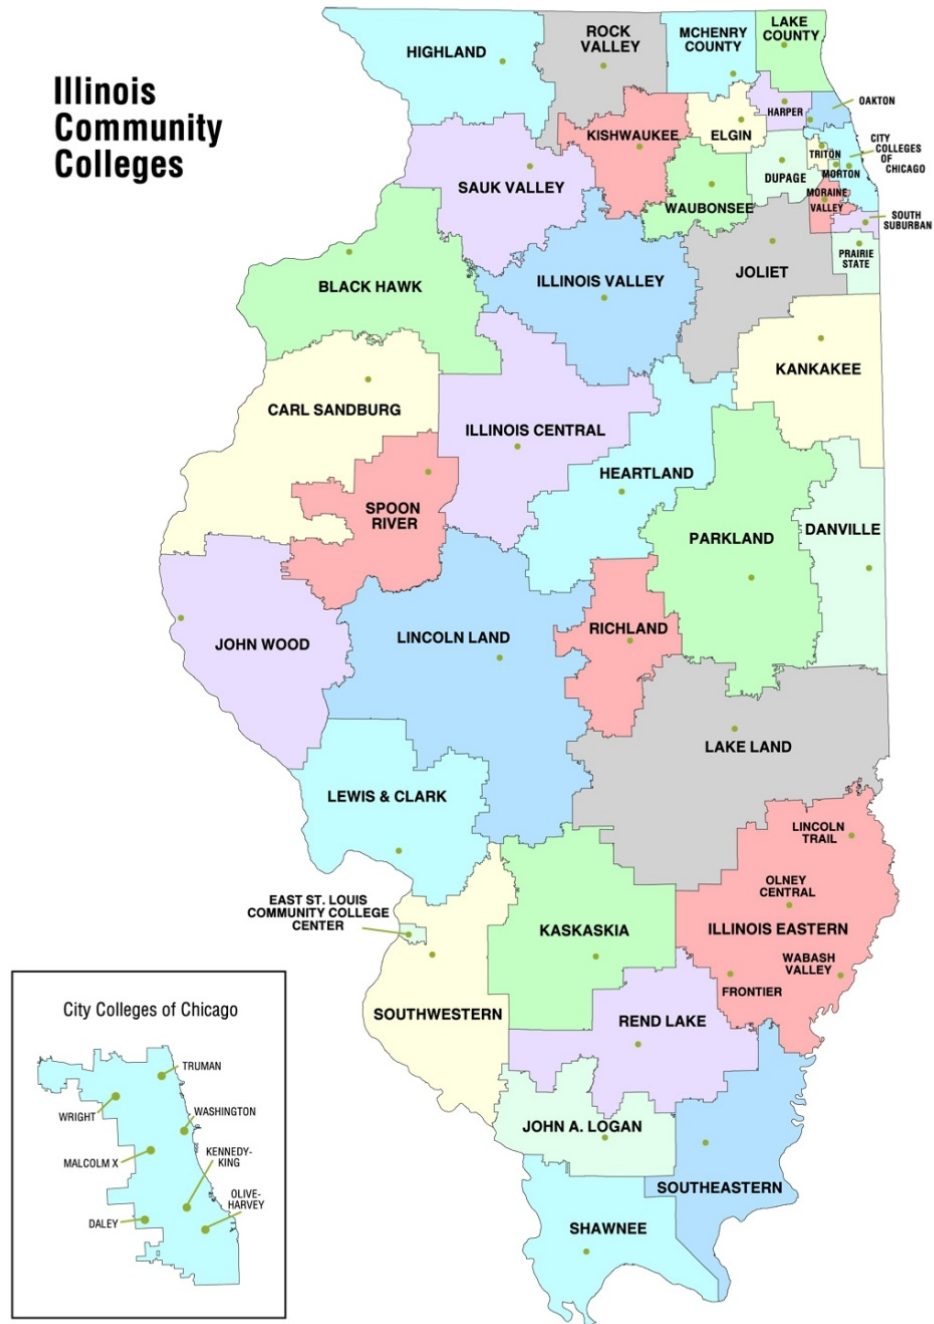 Illinois
Community
Colleges
HIGHLAND
ROCK
VALLEY
MCHENRY
COUNTY
LAKE
COUNTY
HARPER
OAKTON
KISHWAUKEE
ELGIN
CITY
COLLEGES
OF
CHICAGO
TRITON
MORTON
DUPAGE
SAUK VALLEY
WAUBONSEE
MORAINE
VALLEY
SOUTH
SUBURBAN
PRAIRIE
STATE
BLACK HAWK
ILLINOIS VALLEY
JOLIET
KANKAKEE
CARL SANDBURG
ILLINOIS CENTRAL
HEARTLAND
SPOON
RIVER
PARKLAND
DANVILLE
JOHN WOOD
LINCOLN LAND
RICHLAND
LAKE LAND
LEWIS & CLARK
LINCOLN
TRAIL
OLNEY
CENTRAL
EAST ST. LOUIS
COMMUNITY COLLEGE
CENTER
KASKASKIA
ILLINOIS EASTERN
WABASH
VALLEY
FRONTIER
SOUTHWESTERN
REND LAKE
JOHN A. LOGAN
SOUTHEASTERN
SHAWNEE
City Colleges of Chicago
TRUMAN
WRIGHT
WASHINGTON
MALCOLM X
KENNEDY-
KING
OLIVE-
HARVEY
DALEY